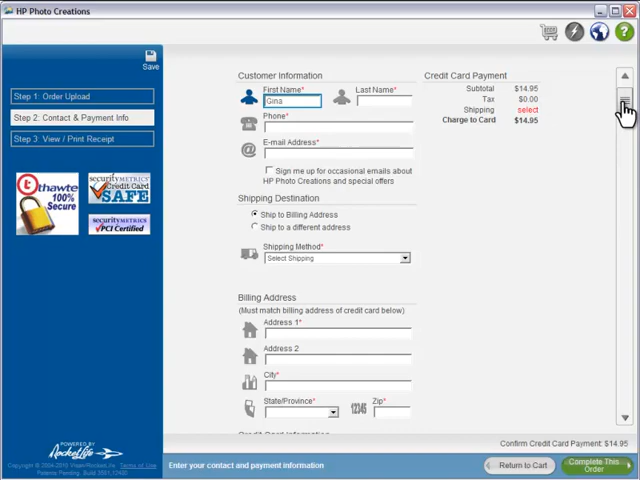 HP Photo Creations
Save
Step 1: Order Upload
Step 2: Contact & Payment Info
Step 3: View / Print Receipt
thawte
100%
Secure
securityMETRICS
Credit Card
SAFE
securityMETRICS
PCI Certified
Customer Information
First Name*
Last Name*
Gina
Phone*
E-mail Address*
Sign me up for occasional emails about
HP Photo Creations and special offers
Shipping Destination
Ship to Billing Address
Ship to a different address
Shipping Method*
Select Shipping
Billing Address
(Must match billing address of credit card below)
Address 1*
Address 2
City*
State/Province*
Zip*
12345
Credit Card Payment
Subtotal $14.95
Tax $0.00
Shipping select
Charge to Card $14.95
POWERED BY
RocketLife
Terms of Use
Confirm Credit Card Payment: $14.95
Enter your contact and payment information
Return to Cart
Complete This
Order